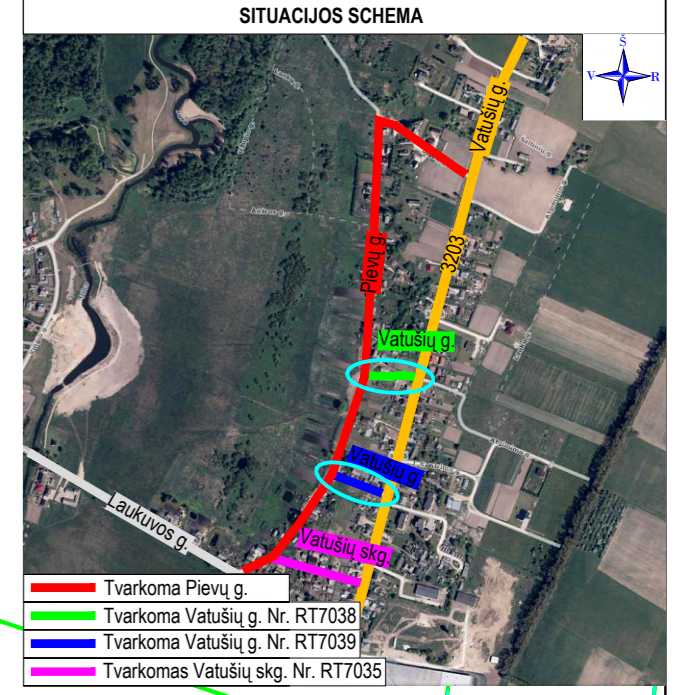 SITUACIJOS SCHEMA
Š
V
R
Vatušių g.
Pievų g.
3203
Vatušių g.
Vatušių g.
Laukuvos g.
Vatušių skg.
Tvarkoma Pievų g.
Tvarkoma Vatušių g. Nr. RT7038
Tvarkoma Vatušių g. Nr. RT7039
Tvarkomas Vatušių skg. Nr. RT7035